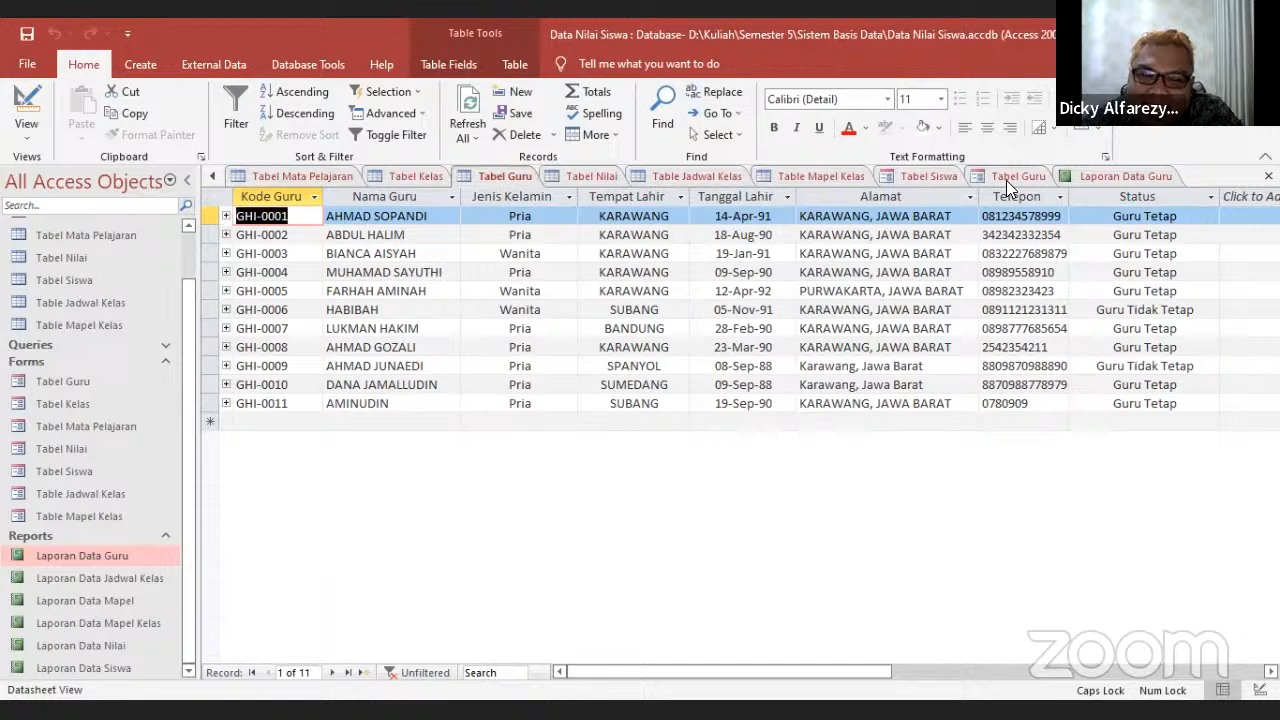 Table Tools
Data Nilai Siswa : Database- D:\Kuliah\Semester 5\Sistem Basis Data\Data Nilai Siswa.accdb (Access 200
File Home Create External Data Database Tools Help Table Fields Table Tell me what you want to do
Dicky Alfarezy...
View
Views
Paste
Cut
Copy
Format Painter
Clipboard
Filter
Ascending
Descending
Remove Sort
Selection
Advanced
Toggle Filter
Sort & Filter
Refresh
All
New
Save
Delete
Totals
Spelling
More
Records
Find
Replace
Go To
Select
Find
Calibri (Detail) 11
B I U A
Text Formatting
All Access Objects
Search...
Tabel Mata Pelajaran
Tabel Nilai
Tabel Siswa
Table Jadwal Kelas
Table Mapel Kelas
Queries
Forms
Tabel Guru
Tabel Kelas
Tabel Mata Pelajaran
Tabel Nilai
Tabel Siswa
Table Jadwal Kelas
Table Mapel Kelas
Reports
Laporan Data Guru
Laporan Data Jadwal Kelas
Laporan Data Mapel
Laporan Data Mapel Kelas
Laporan Data Nilai
Laporan Data Siswa
Tabel Mata Pelajaran Tabel Kelas Tabel Guru Tabel Nilai Table Jadwal Kelas Table Mapel Kelas Tabel Siswa Tabel Guru Laporan Data Guru
Kode Guru Nama Guru Jenis Kelamin Tempat Lahir Tanggal Lahir Alamat Telepon Status Click to Ad
GHI-0001 AHMAD SOPANDI Pria KARAWANG 14-Apr-91 KARAWANG, JAWA BARAT 081234578999 Guru Tetap
GHI-0002 ABDUL HALIM Pria KARAWANG 18-Aug-90 KARAWANG, JAWA BARAT 342342332354 Guru Tetap
GHI-0003 BIANCA AISYAH Wanita KARAWANG 19-Jan-91 KARAWANG, JAWA BARAT 0832227689879 Guru Tetap
GHI-0004 MUHAMAD SAYUTHI Pria KARAWANG 09-Sep-90 KARAWANG, JAWA BARAT 08989558910 Guru Tetap
GHI-0005 FARHAH AMINAH Wanita KARAWANG 12-Apr-92 PURWAKARTA, JAWA BARAT 08982323423 Guru Tetap
GHI-0006 HABIBAH Wanita SUBANG 05-Nov-91 KARAWANG, JAWA BARAT 0891121231311 Guru Tidak Tetap
GHI-0007 LUKMAN HAKIM Pria BANDUNG 28-Feb-90 KARAWANG, JAWA BARAT 0898777685654 Guru Tetap
GHI-0008 AHMAD GOZALI Pria KARAWANG 23-Mar-90 KARAWANG, JAWA BARAT 2542354211 Guru Tetap
GHI-0009 AHMAD JUNAEDI Pria SPANYOL 08-Sep-88 Karawang, Jawa Barat 8809870988890 Guru Tidak Tetap
GHI-0010 DANA JAMALLUDIN Pria SUMEDANG 09-Sep-88 Karawang, Jawa Barat 8870988778979 Guru Tetap
GHI-0011 AMINUDIN Pria SUBANG 19-Sep-90 KARAWANG, JAWA BARAT 0780909 Guru Tetap
zoom
Record: 1 of 11 Unfiltered Search
Datasheet View
Caps Lock Num Lock